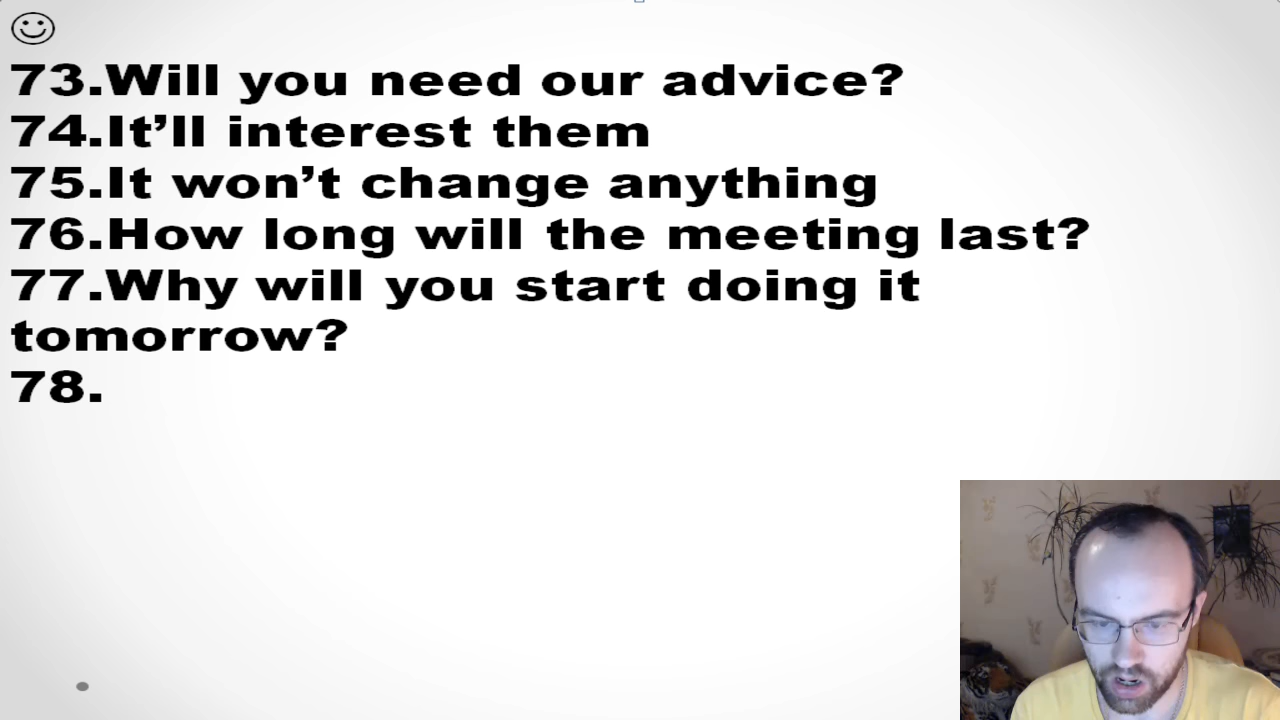 73.Will you need our advice?
74.It’ll interest them
75.It won’t change anything
76.How long will the meeting last?
77.Why will you start doing it
tomorrow?
78.